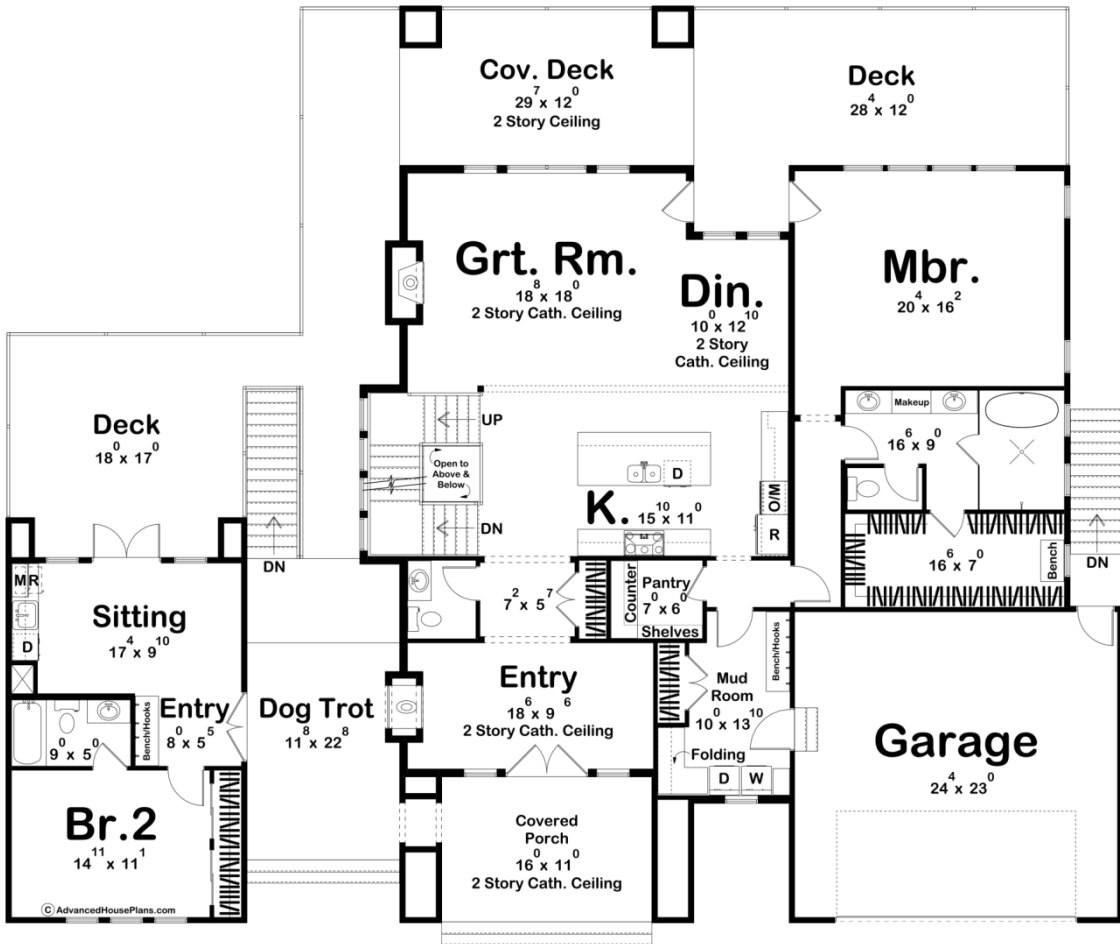 Cov. Deck
29⁷ x 12⁰
2 Story Ceiling
Deck
28⁴ x 12⁰
Grt. Rm.
18⁸ x 18⁰
2 Story Cath. Ceiling
Din.
10⁰ x 12¹⁰
2 Story
Cath. Ceiling
Mbr.
20⁴ x 16²
Deck
18⁰ x 17⁰
UP
Open to
Above &
Below
DN
DN
D
K. 15¹⁰ x 11⁰
O/M
R
Makeup
16⁶ x 9⁰
16⁶ x 7⁰
Bench
DN
M R
D
Sitting
17⁴ x 9¹⁰
7² x 5⁷
Counter
Pantry
7⁰ x 6⁰
Shelves
Entry
18⁶ x 9⁶
2 Story Cath. Ceiling
Mud
Room
10⁰ x 13¹⁰
Bench/Hooks
Folding
D
W
Garage
24⁴ x 23⁰
9⁰ x 5⁰
Bench/Hooks
Entry
8⁰ x 5⁵
Dog Trot
11⁸ x 22⁸
Br.2
14¹¹ x 11¹
Covered
Porch
16⁰ x 11⁰
2 Story Cath. Ceiling
© AdvancedHousePlans.com